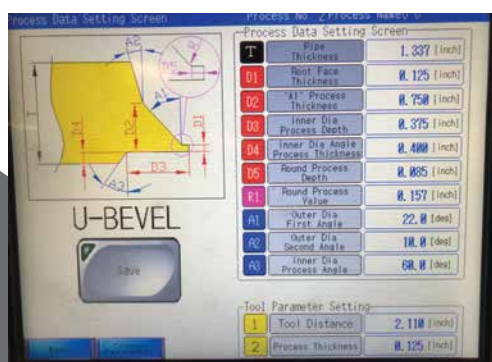 Process Data Setting Screen
Process No 2 Process Name
Process Data Setting Screen
T Pipe Thickness 1.337 [inch]
D1 Root Face Thickness 0.125 [inch]
D2 "A1" Process Thickness 0.750 [inch]
D3 Inner Dia Process Depth 0.375 [inch]
D4 Inner Dia Angle Process Thickness 0.400 [inch]
D5 Round Process Depth 0.085 [inch]
R1 Round Process Value 0.157 [inch]
A1 Outer Dia First Angle 22.0 [deg]
A2 Outer Dia Second Angle 10.0 [deg]
A3 Inner Dia Process Angle 60.0 [deg]
A2
D5
A1
T
D4
D2
D1
D3
A3
U-BEVEL
Save
Tool Parameter Setting
1 Tool Distance 2.110 [inch]
2 Process Thickness 0.125 [inch]